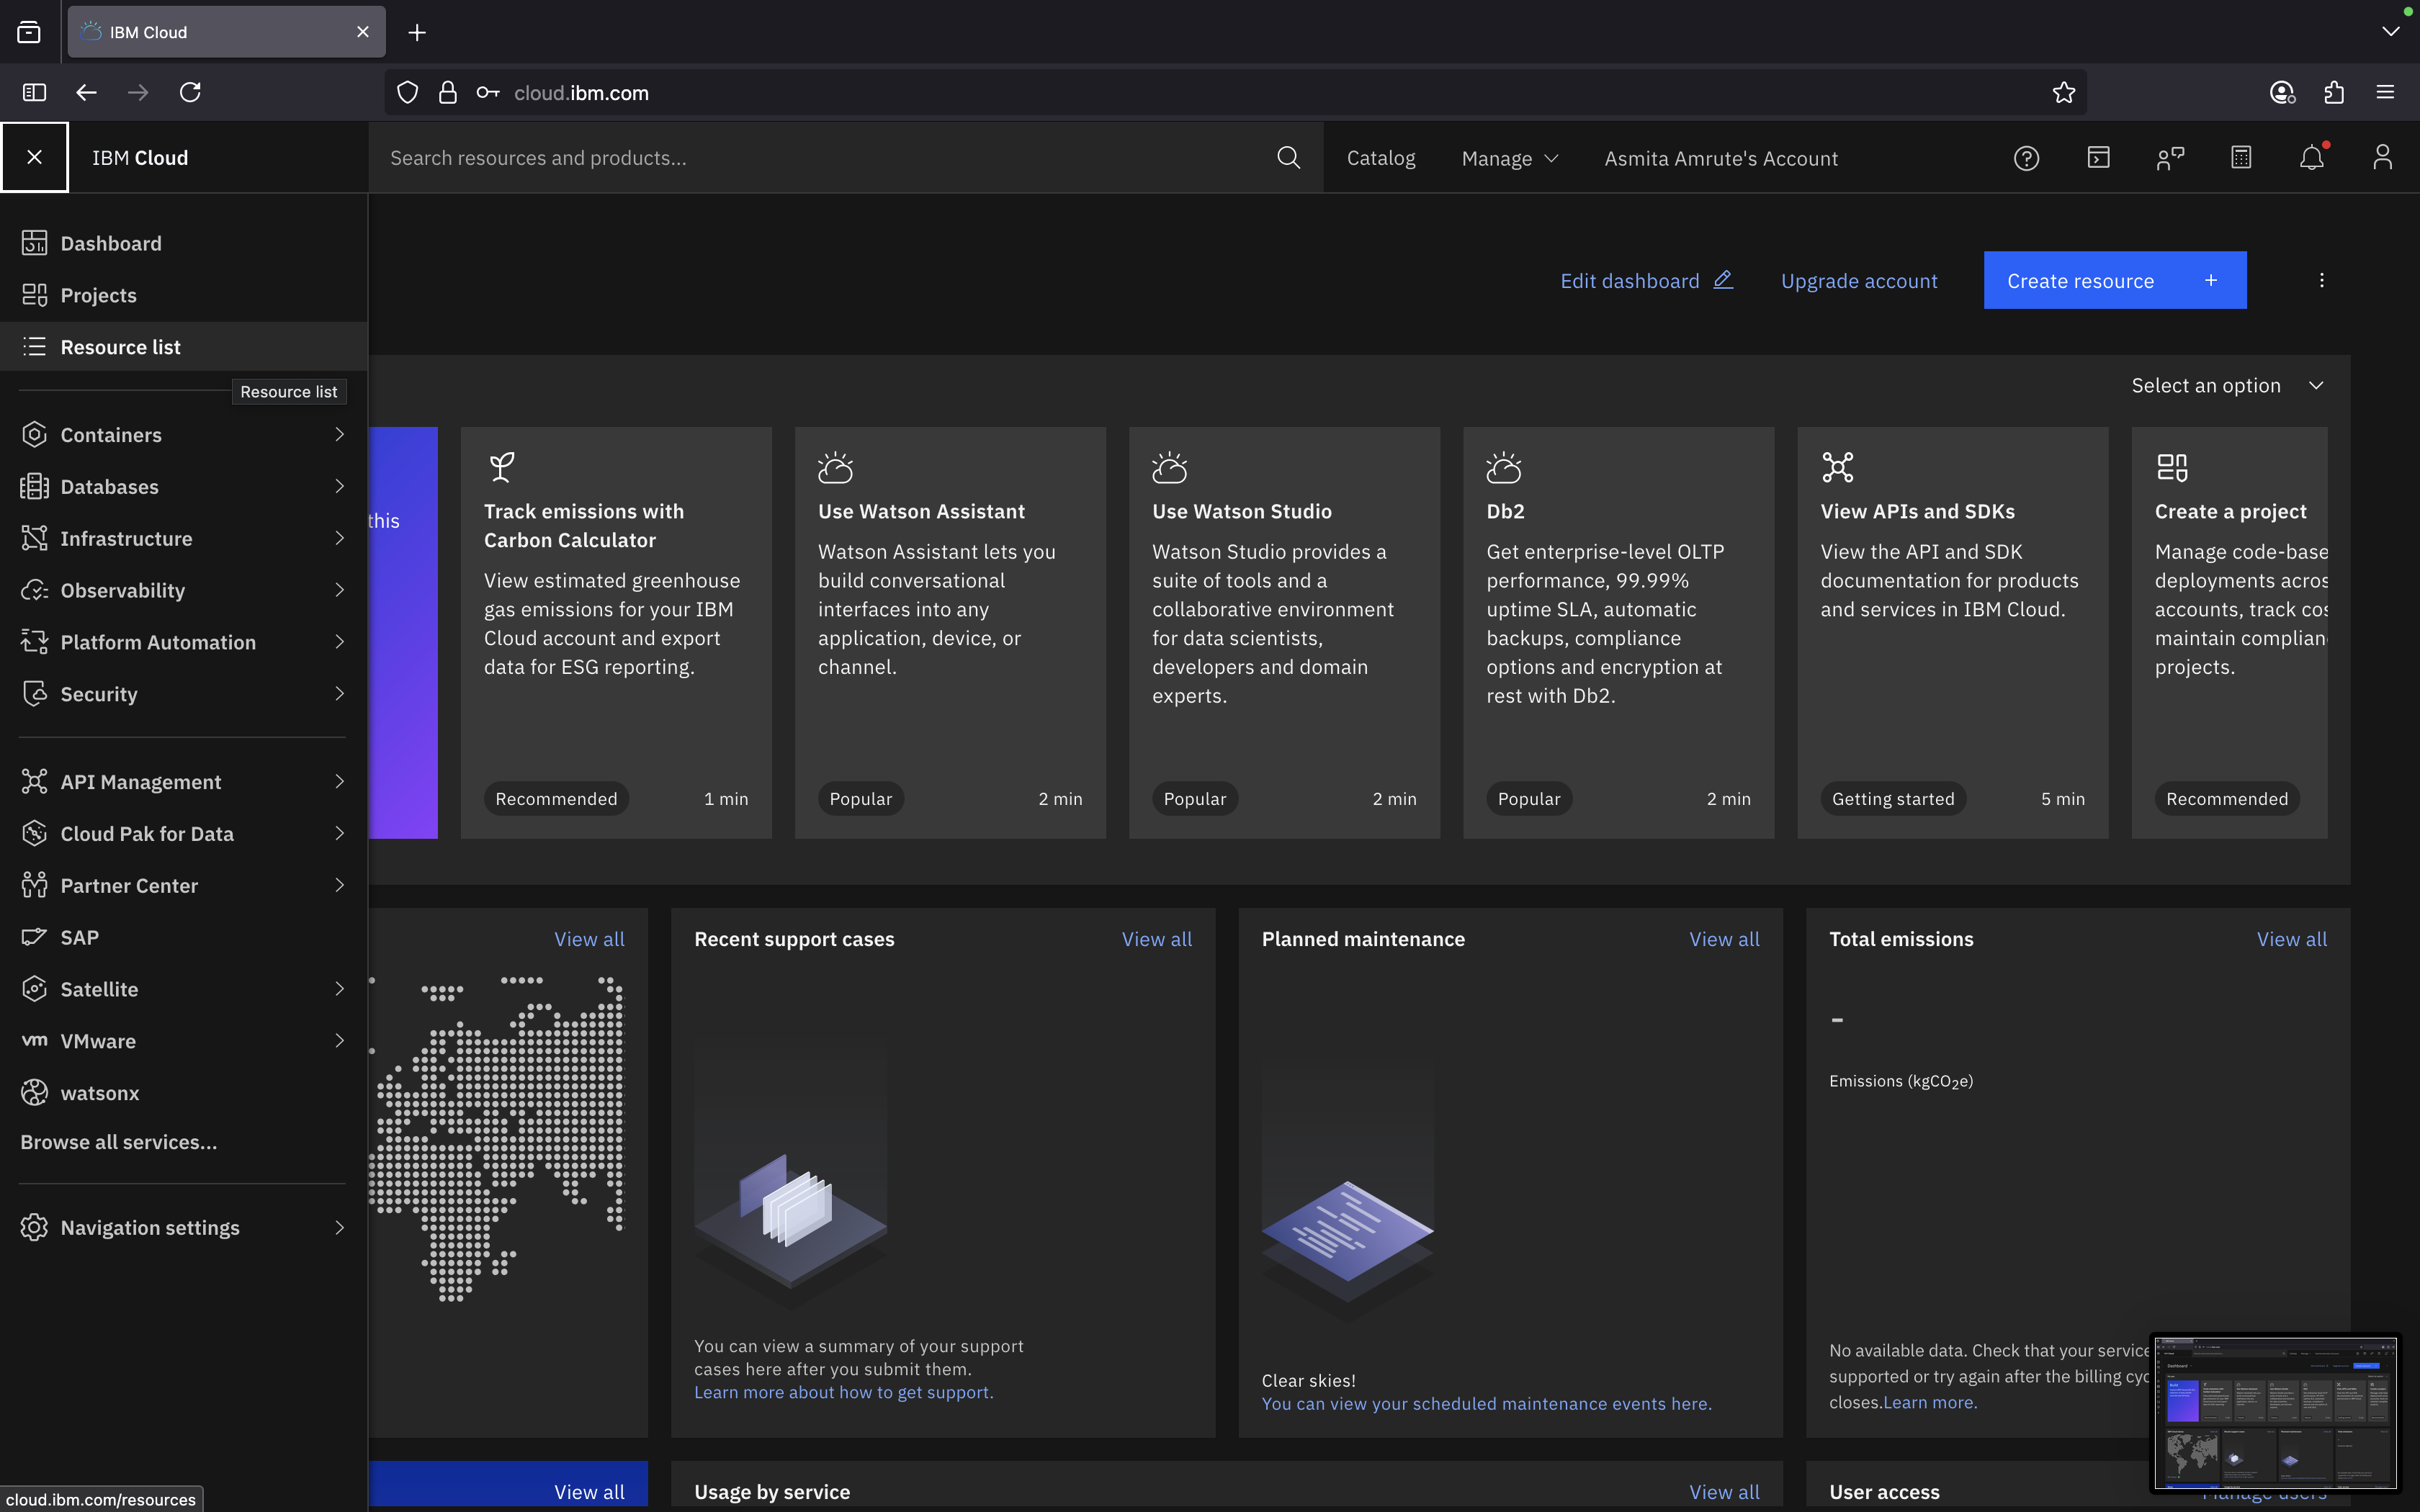 IBM Cloud
cloud.ibm.com
IBM Cloud
Search resources and products...
Catalog
Manage
Asmita Amrute's Account
Dashboard
Projects
Resource list
Resource list
Containers
Databases
Infrastructure
Observability
Platform Automation
Security
API Management
Cloud Pak for Data
Partner Center
SAP
Satellite
vm VMware
watsonx
Browse all services...
Navigation settings
cloud.ibm.com/resources
Edit dashboard
Upgrade account
Create resource
Select an option
this
Track emissions with
Carbon Calculator
View estimated greenhouse
gas emissions for your IBM
Cloud account and export
data for ESG reporting.
Recommended
1 min
Use Watson Assistant
Watson Assistant lets you
build conversational
interfaces into any
application, device, or
channel.
Popular
2 min
Use Watson Studio
Watson Studio provides a
suite of tools and a
collaborative environment
for data scientists,
developers and domain
experts.
Popular
2 min
Db2
Get enterprise-level OLTP
performance, 99.99%
uptime SLA, automatic
backups, compliance
options and encryption at
rest with Db2.
Popular
2 min
View APIs and SDKs
View the API and SDK
documentation for products
and services in IBM Cloud.
Getting started
5 min
Create a project
Manage code-base
deployments acros
accounts, track cos
maintain complian
projects.
Recommended
View all
Recent support cases
View all
You can view a summary of your support
cases here after you submit them.
Learn more about how to get support.
Planned maintenance
View all
Clear skies!
You can view your scheduled maintenance events here.
Total emissions
View all
-
Emissions (kgCO2e)
No available data. Check that your service
supported or try again after the billing cyc
closes.Learn more.
View all
Usage by service
View all
User access
Manage users